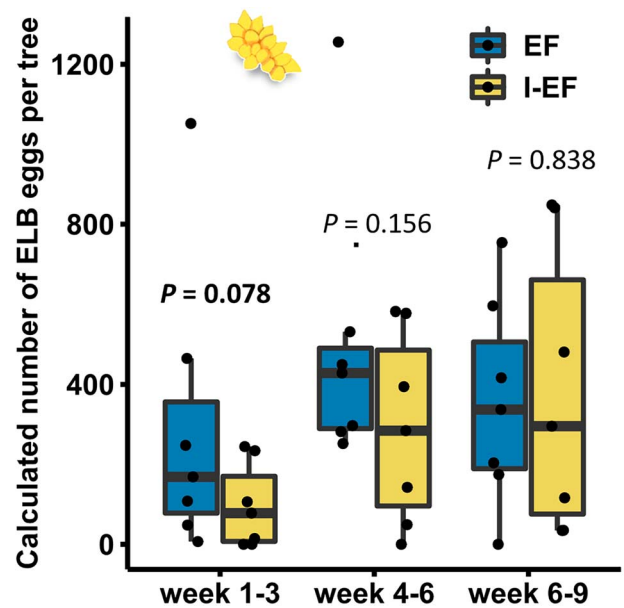 Calculated number of ELB eggs per tree
1200
800
400
0
EF
I-EF
P = 0.078
P = 0.156
P = 0.838
week 1-3
week 4-6
week 6-9